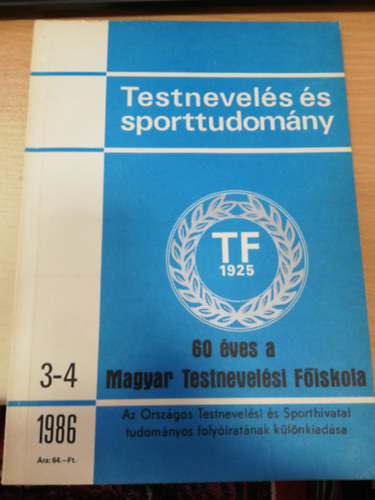 Testnevelés és
sporttudomány
TF
1925
60 éves a
Magyar Testnevelési Főiskola
3-4
Az Országos Testnevelési és Sporthivatal
tudományos folyóiratának különkiadása
1986
Ára: 64.-Ft.